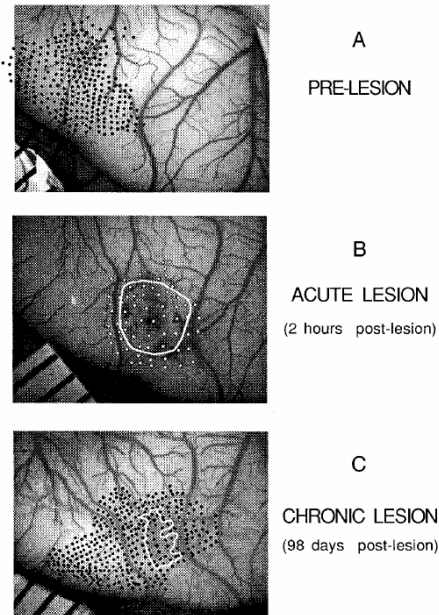 A
PRE-LESION
B
ACUTE LESION
(2 hours post-lesion)
C
CHRONIC LESION
(98 days post-lesion)